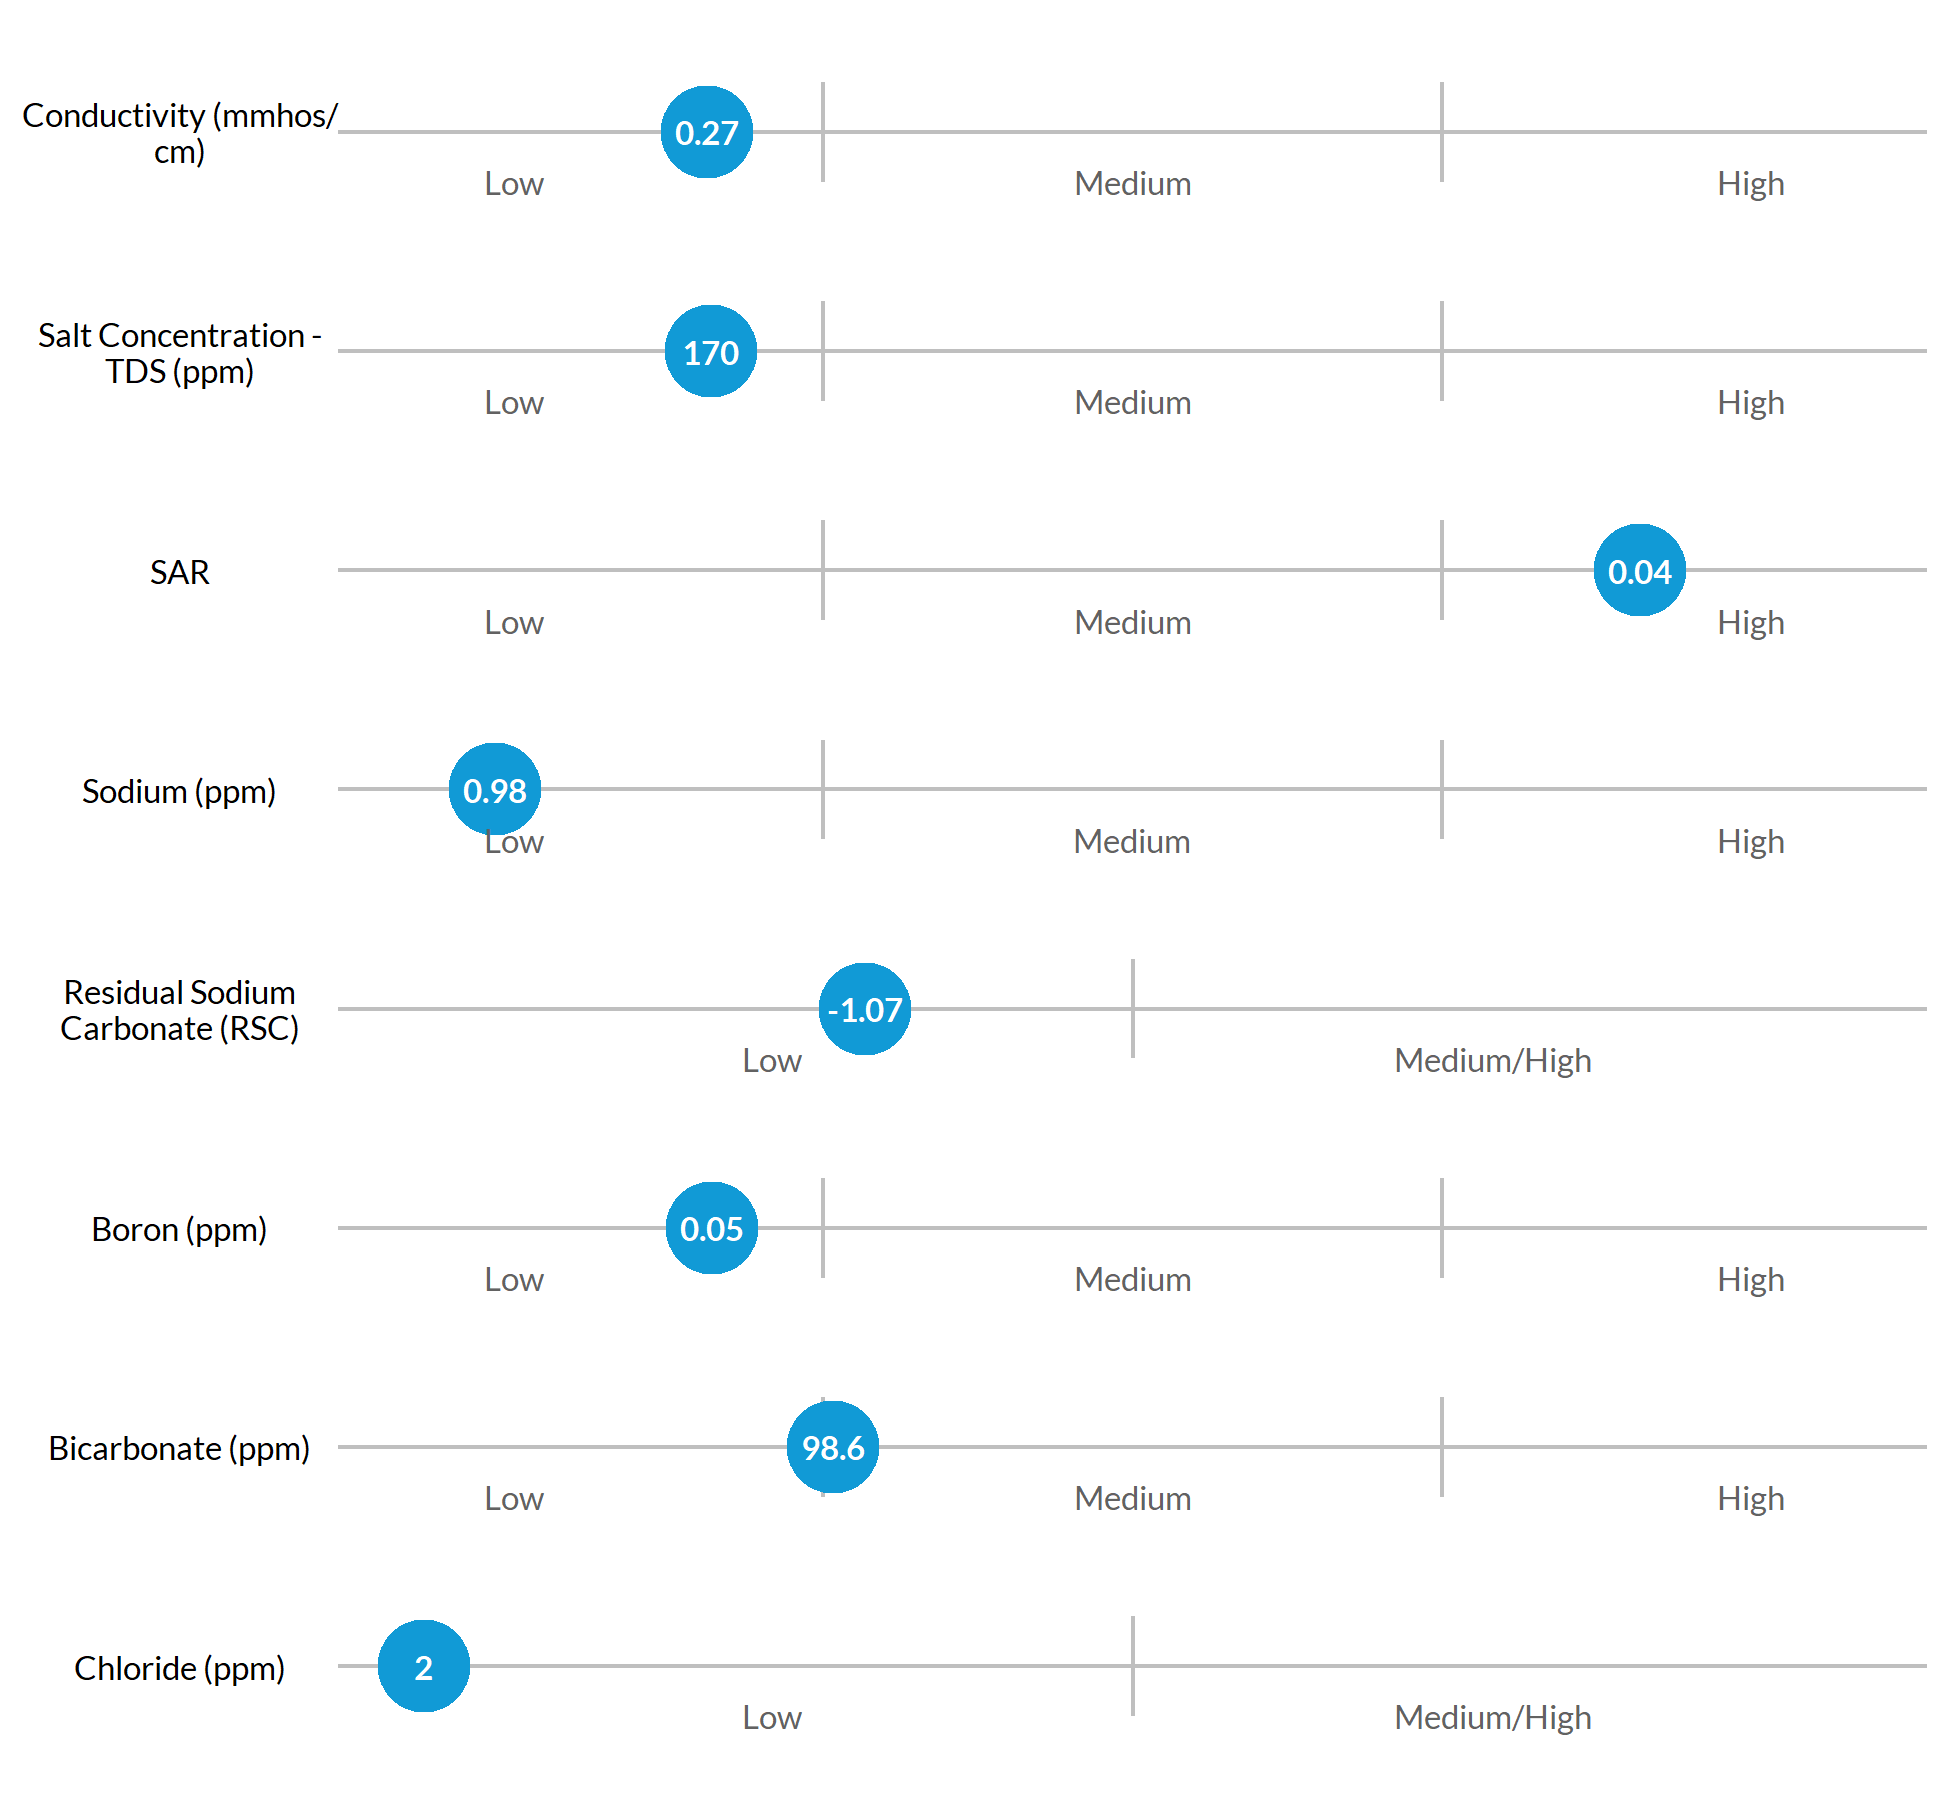 Conductivity (mmhos/
cm)
0.27
Low Medium High
Salt Concentration -
TDS (ppm)
170
Low Medium High
SAR
0.04
Low Medium High
Sodium (ppm)
0.98
Low Medium High
Residual Sodium
Carbonate (RSC)
-1.07
Low Medium/High
Boron (ppm)
0.05
Low Medium High
Bicarbonate (ppm)
98.6
Low Medium High
Chloride (ppm)
2
Low Medium/High